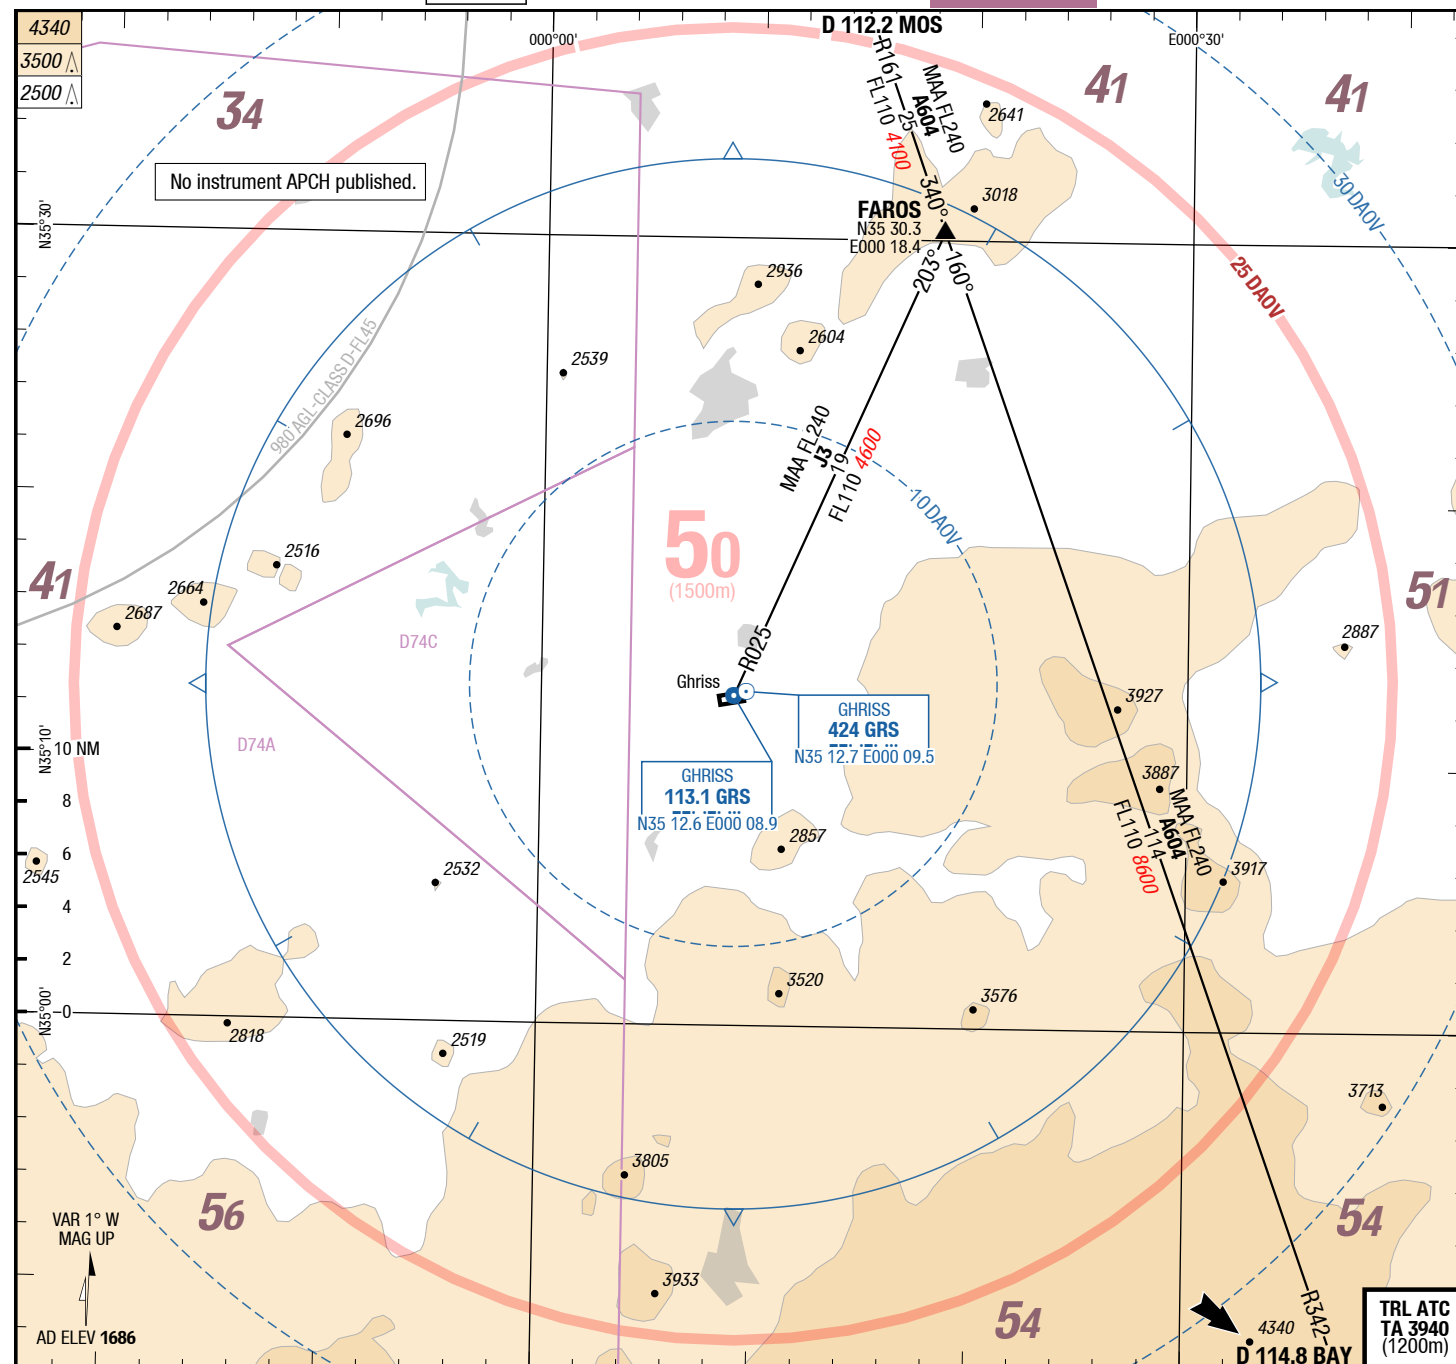 4340
3500
2500
34
No instrument APCH published.
000°00'
D 112.2 MOS
E000°30'
R161
25
FL110 4100
MAA FL240
A604
340°
2641
41
41
30 DAOV
3018
FAROS
N35 30.3
E000 18.4
203°
160°
25 DAOV
N35°30'
2936
2604
2539
980 AGL-CLASS D-FL45
2696
MAA FL240
J3
19
FL110 4600
10 DAOV
50
(1500m)
2516
2664
2687
41
51
2887
D74C
D74A
R025
Ghriss
GHRISS
424 GRS
N35 12.7 E000 09.5
GHRISS
113.1 GRS
N35 12.6 E000 08.9
3927
3887
MAA FL240
A604
114
FL110 8600
3917
N35°10'
10 NM
8
6
4
2
0
2545
2532
2857
N35°00'
3520
3576
2818
2519
3713
3805
3933
56
54
54
VAR 1° W
MAG UP
AD ELEV 1686
R342
4340
D 114.8 BAY
TRL ATC
TA 3940
(1200m)